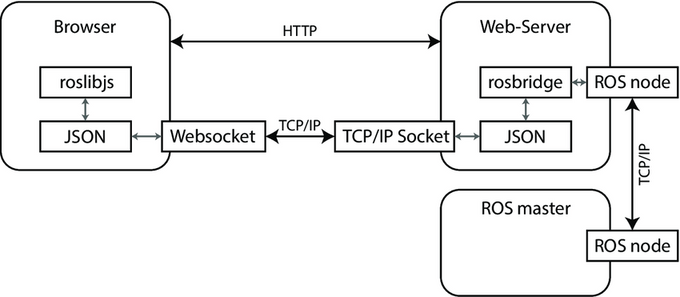 Browser
HTTP
Web-Server
roslibjs
rosbridge
ROS node
JSON
Websocket
TCP/IP
TCP/IP Socket
JSON
TCP/IP
ROS master
ROS node